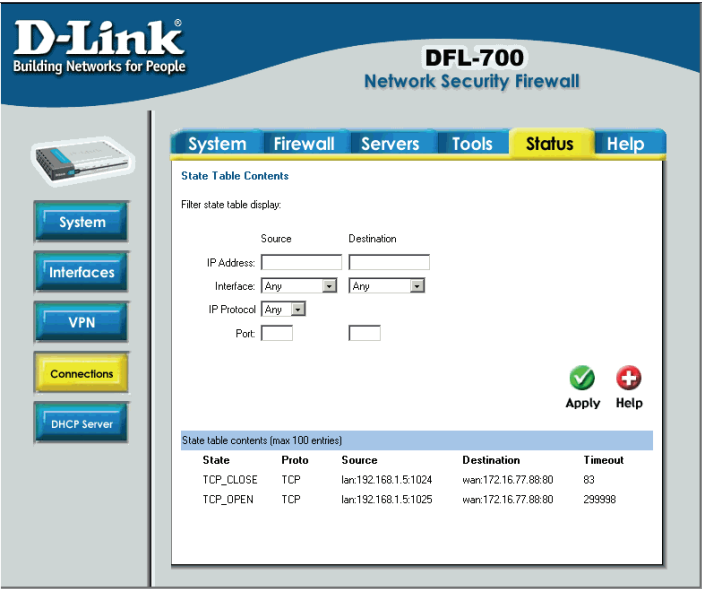 D-Link
Building Networks for People
DFL-700
Network Security Firewall
System Firewall Servers Tools Status Help
System
Interfaces
VPN
Connections
DHCP Server
State Table Contents
Filter state table display:
Source Destination
IP Address:
Interface: Any Any
IP Protocol Any
Port:
Apply Help
State table contents (max 100 entries)
State Proto Source Destination Timeout
TCP_CLOSE TCP lan:192.168.1.5:1024 wan:172.16.77.88:80 83
TCP_OPEN TCP lan:192.168.1.5:1025 wan:172.16.77.88:80 299998